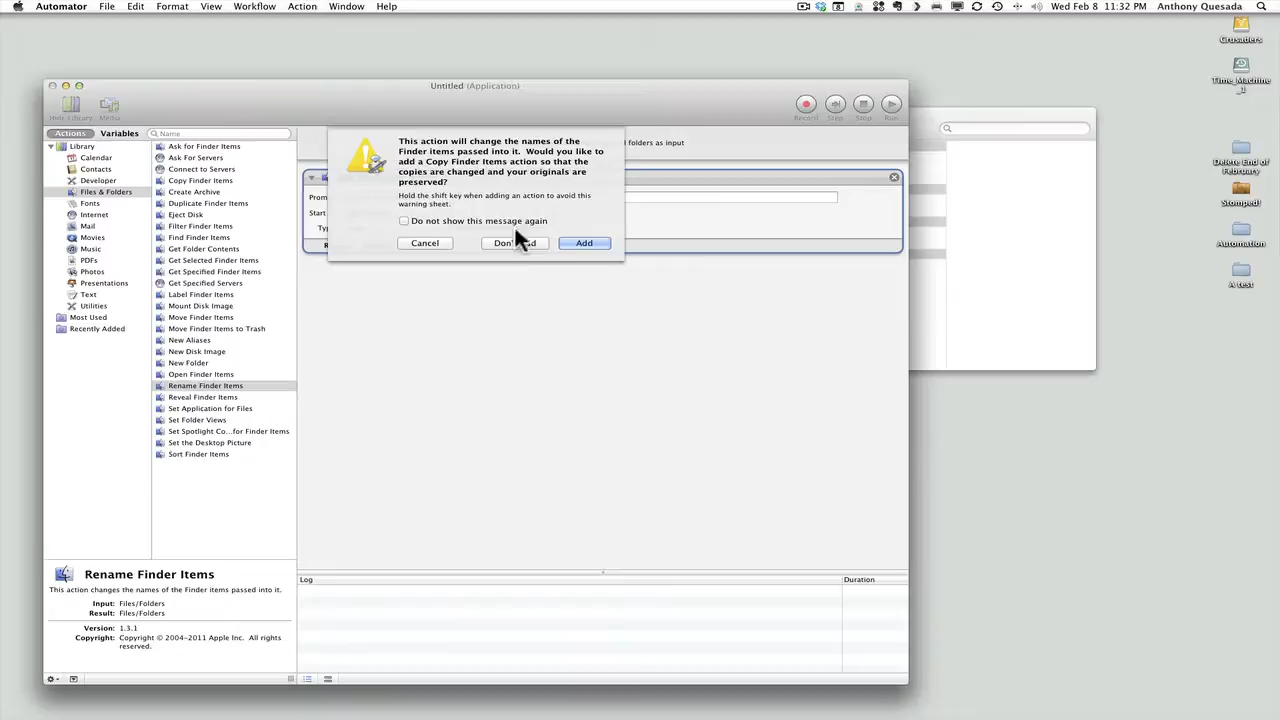 Automator File Edit Format View Workflow Action Window Help
Wed Feb 8 11:32 PM Anthony Quesada
Crusaders
Time_Machine
_1
Delete End of
February
Stomped!
Automation
A test
Untitled (Application)
Hide Library Media
Record Step Stop Run
Actions Variables Name
Library
Calendar
Contacts
Developer
Files & Folders
Fonts
Internet
Mail
Movies
Music
PDFs
Photos
Presentations
Text
Utilities
Most Used
Recently Added
Ask for Finder Items
Ask For Servers
Connect to Servers
Copy Finder Items
Create Archive
Duplicate Finder Items
Eject Disk
Filter Finder Items
Find Finder Items
Get Folder Contents
Get Selected Finder Items
Get Specified Finder Items
Get Specified Servers
Label Finder Items
Mount Disk Image
Move Finder Items
Move Finder Items to Trash
New Aliases
New Disk Image
New Folder
Open Finder Items
Rename Finder Items
Reveal Finder Items
Set Application for Files
Set Folder Views
Set Spotlight Co...for Finder Items
Set the Desktop Picture
Sort Finder Items
folders as input
Prom
Start
Ty
R
This action will change the names of the
Finder items passed into it. Would you like to
add a Copy Finder Items action so that the
copies are changed and your originals are
preserved?
Hold the shift key when adding an action to avoid this
warning sheet.
Do not show this message again
Cancel Add
Log Duration
Rename Finder Items
This action changes the names of the Finder items passed into it.
Input: Files/Folders
Result: Files/Folders
Version: 1.3.1
Copyright: Copyright © 2004–2011 Apple Inc. All rights
reserved.